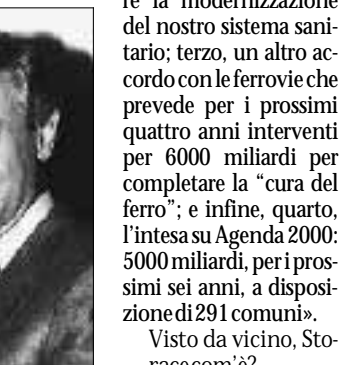 re la modernizzazione
del nostro sistema sani-
tario; terzo, un altro ac-
cordo con le ferrovie che
prevede per i prossimi
quattro anni interventi
per 6000 miliardi per
completare la “cura del
ferro”; e infine, quarto,
l’intesa su Agenda 2000:
5000 miliardi, per i pros-
simi sei anni, a disposi-
zione di 291 comuni».
Visto da vicino, Sto-
race com’è?